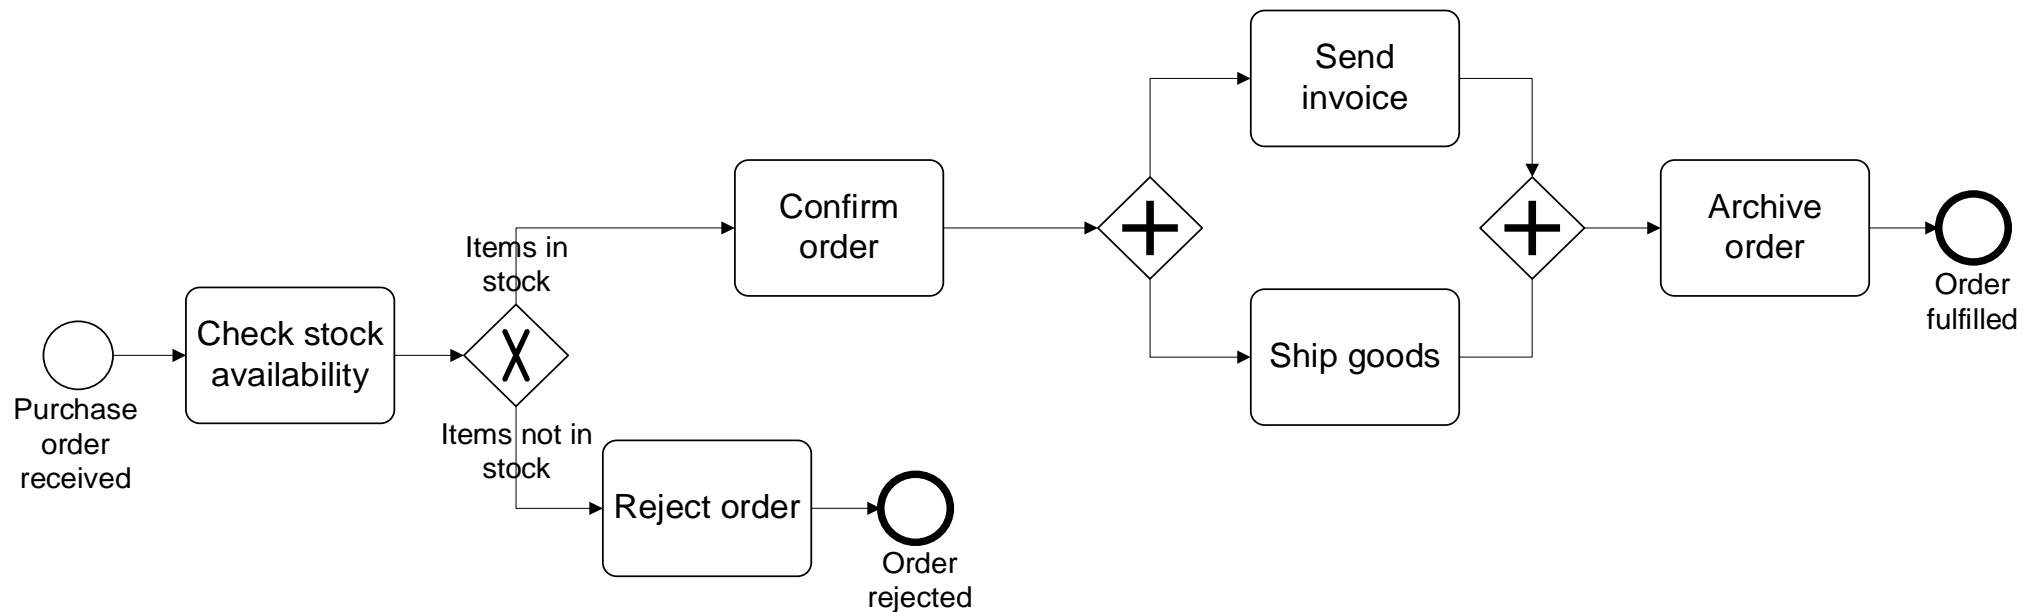 Purchase
order
received
Check stock
availability
Items in
stock
Items not in
stock
Confirm
order
Reject order
Order
rejected
Send
invoice
Ship goods
Archive
order
Order
fulfilled